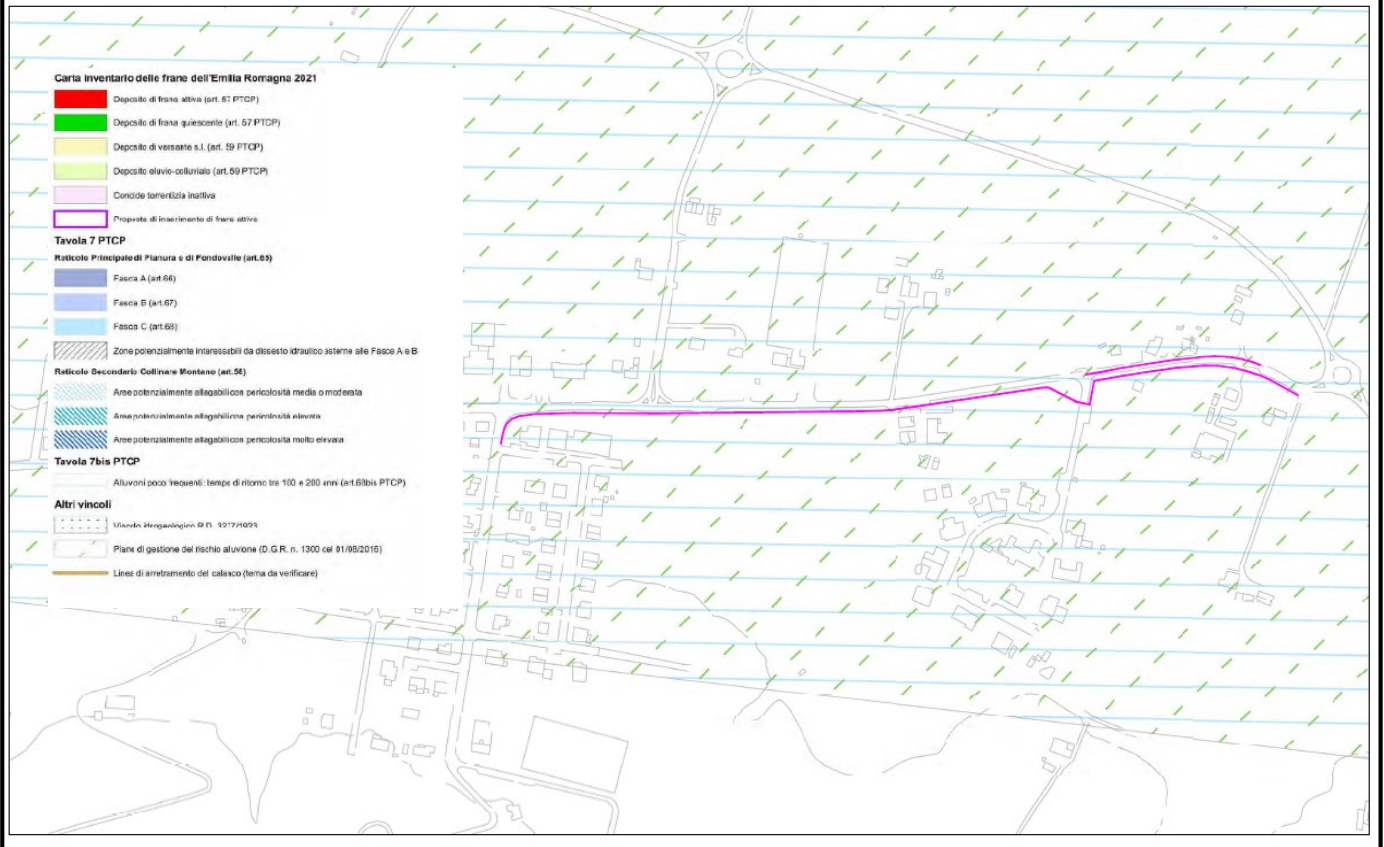 Carta inventario delle frane dell'Emilia Romagna 2021
Deposito di frana attiva (art. 57 PTCP)
Deposito di frana quiescente (art. 57 PTCP)
Deposito di versante s.l. (art. 59 PTCP)
Deposito eluvio-colluviale (art. 59 PTCP)
Conoide torrentizia inattiva
Proposta di inserimento di frana attiva
Tavola 7 PTCP
Reticolo Principale di Pianura e di Fondovalle (art.65)
Fascia A (art.66)
Fascia B (art.67)
Fascia C (art.68)
Zone potenzialmente interessabili da dissesto idraulico esterne alle Fasce A e B
Reticolo Secondario Collinare Montano (art.58)
Aree potenzialmente allagabili con pericolosità media o moderata
Aree potenzialmente allagabili con pericolosità elevata
Aree potenzialmente allagabili con pericolosità molto elevata
Tavola 7bis PTCP
Alluvioni poco frequenti: tempo di ritorno tra 100 e 200 anni (art.68bis PTCP)
Altri vincoli
Vincolo idrogeologico R.D. 3267/1923
Piano di gestione del rischio alluvione (D.G.R. n. 1300 del 01/08/2016)
Linea di arretramento del calanco (tema da verificare)